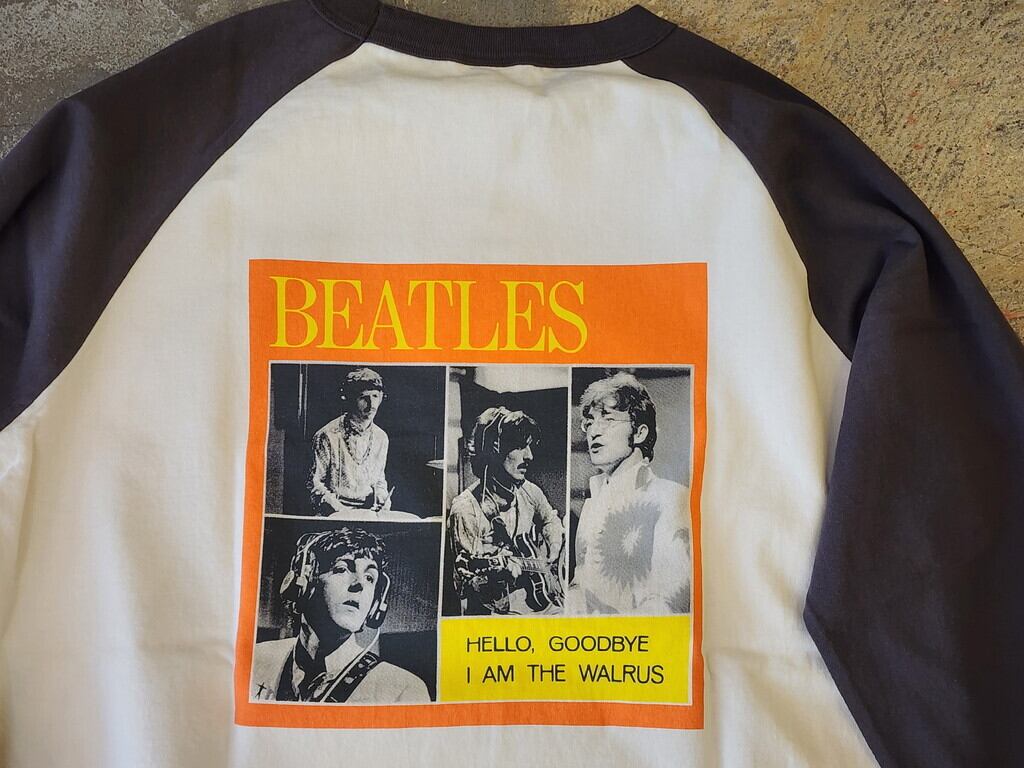 BEATLES
HELLO, GOODBYE
I AM THE WALRUS